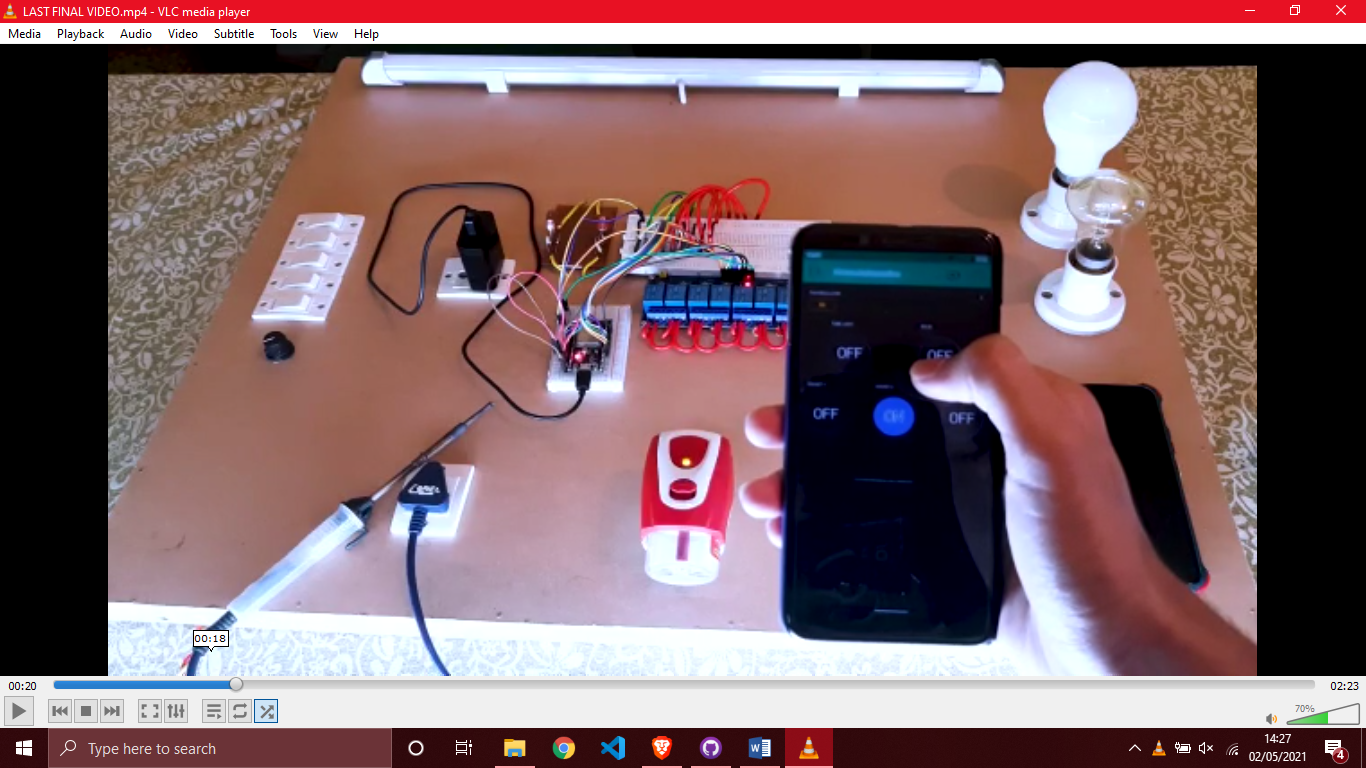 LAST FINAL VIDEO.mp4 - VLC media player
Media Playback Audio Video Subtitle Tools View Help
OFF OFF
OFF ON OFF
CAMEL
00:18
00:20 02:23
70%
Type here to search
14:27
02/05/2021
4